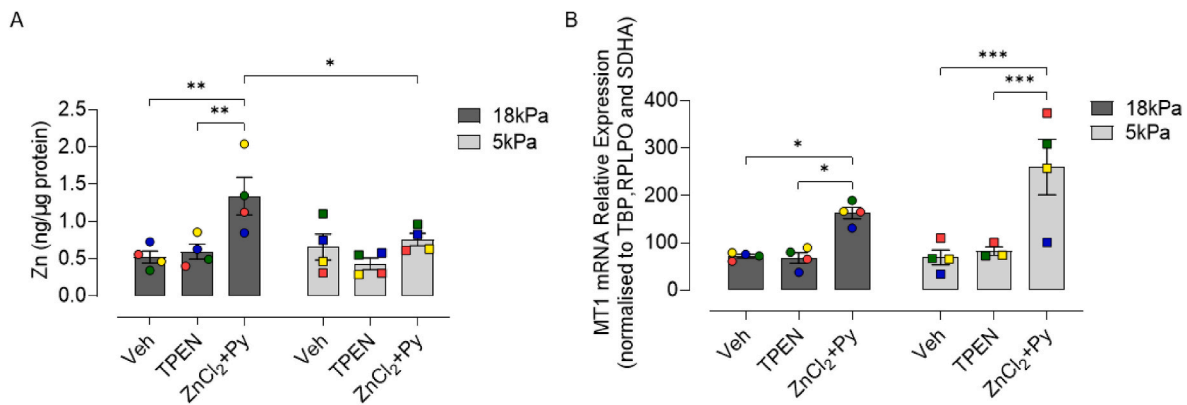 A
B
*
**
**
Zn (ng/µg protein)
2.5
2.0
1.5
1.0
0.5
0.0
18kPa
5kPa
Veh
TPEN
ZnCl₂+Py
Veh
TPEN
ZnCl₂+Py
***
***
*
*
MT1 mRNA Relative Expression
(normalised to TBP,RPLPO and SDHA)
400
300
200
100
0
18kPa
5kPa
Veh
TPEN
ZnCl₂+Py
Veh
TPEN
ZnCl₂+Py